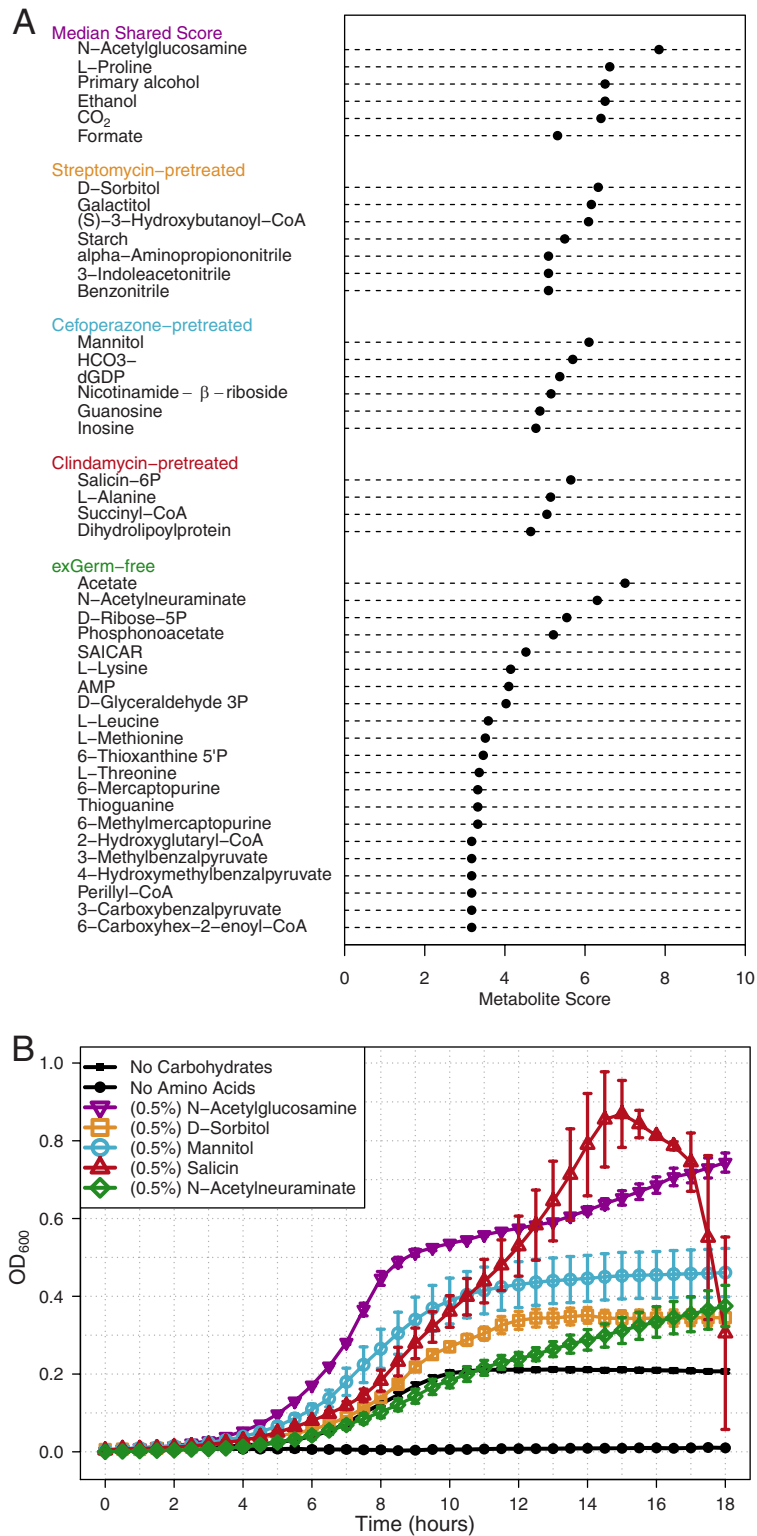 A
Median Shared Score
N−Acetylglucosamine
L−Proline
Primary alcohol
Ethanol
CO2
Formate
Streptomycin−pretreated
D−Sorbitol
Galactitol
(S)−3−Hydroxybutanoyl−CoA
Starch
alpha−Aminopropiononitrile
3−Indoleacetonitrile
Benzonitrile
Cefoperazone−pretreated
Mannitol
HCO3−
dGDP
Nicotinamide − β − riboside
Guanosine
Inosine
Clindamycin−pretreated
Salicin−6P
L−Alanine
Succinyl−CoA
Dihydrolipoylprotein
exGerm−free
Acetate
N−Acetylneuraminate
D−Ribose−5P
Phosphonoacetate
SAICAR
L−Lysine
AMP
D−Glyceraldehyde 3P
L−Leucine
L−Methionine
6−Thioxanthine 5'P
L−Threonine
6−Mercaptopurine
Thioguanine
6−Methylmercaptopurine
2−Hydroxyglutaryl−CoA
3−Methylbenzalpyruvate
4−Hydroxymethylbenzalpyruvate
Perillyl−CoA
3−Carboxybenzalpyruvate
6−Carboxyhex−2−enoyl−CoA
0 2 4 6 8 10
Metabolite Score
B
No Carbohydrates
No Amino Acids
(0.5%) N−Acetylglucosamine
(0.5%) D−Sorbitol
(0.5%) Mannitol
(0.5%) Salicin
(0.5%) N−Acetylneuraminate
1.0
0.8
0.6
0.4
0.2
0.0
OD600
0 2 4 6 8 10 12 14 16 18
Time (hours)